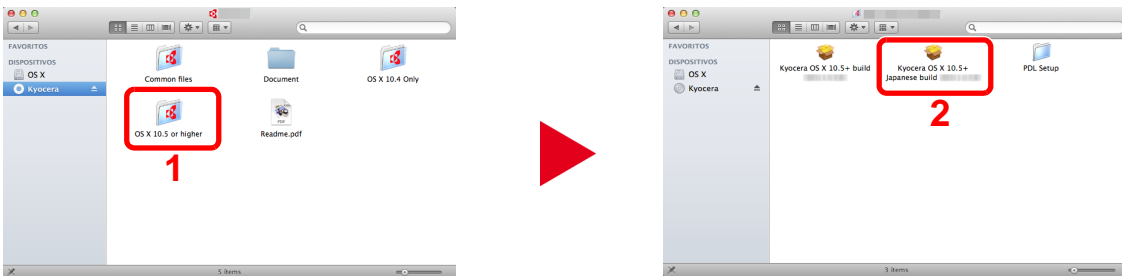 FAVORITOS
DISPOSITIVOS
OS X
Kyocera
Common files
Document
OS X 10.4 Only
OS X 10.5 or higher
PDF
Readme.pdf
1
5 items
FAVORITOS
DISPOSITIVOS
OS X
Kyocera
Kyocera OS X 10.5+ build
Kyocera OS X 10.5+
Japanese build
PDL Setup
2
3 items